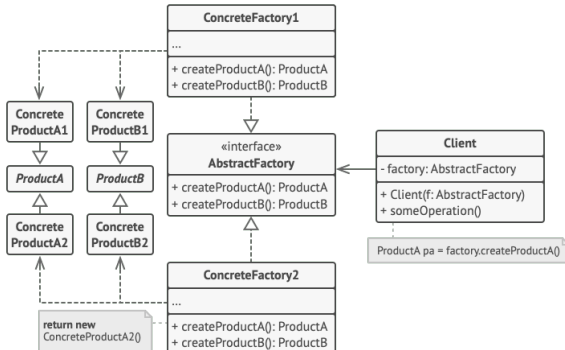 ConcreteFactory1
...
+ createProductA(): ProductA
+ createProductB(): ProductB
Concrete
ProductA1
Concrete
ProductB1
ProductA
ProductB
Concrete
ProductA2
Concrete
ProductB2
«interface»
AbstractFactory
+ createProductA(): ProductA
+ createProductB(): ProductB
Client
- factory: AbstractFactory
+ Client(f: AbstractFactory)
+ someOperation()
ProductA pa = factory.createProductA()
ConcreteFactory2
...
+ createProductA(): ProductA
+ createProductB(): ProductB
return new
ConcreteProductA2()